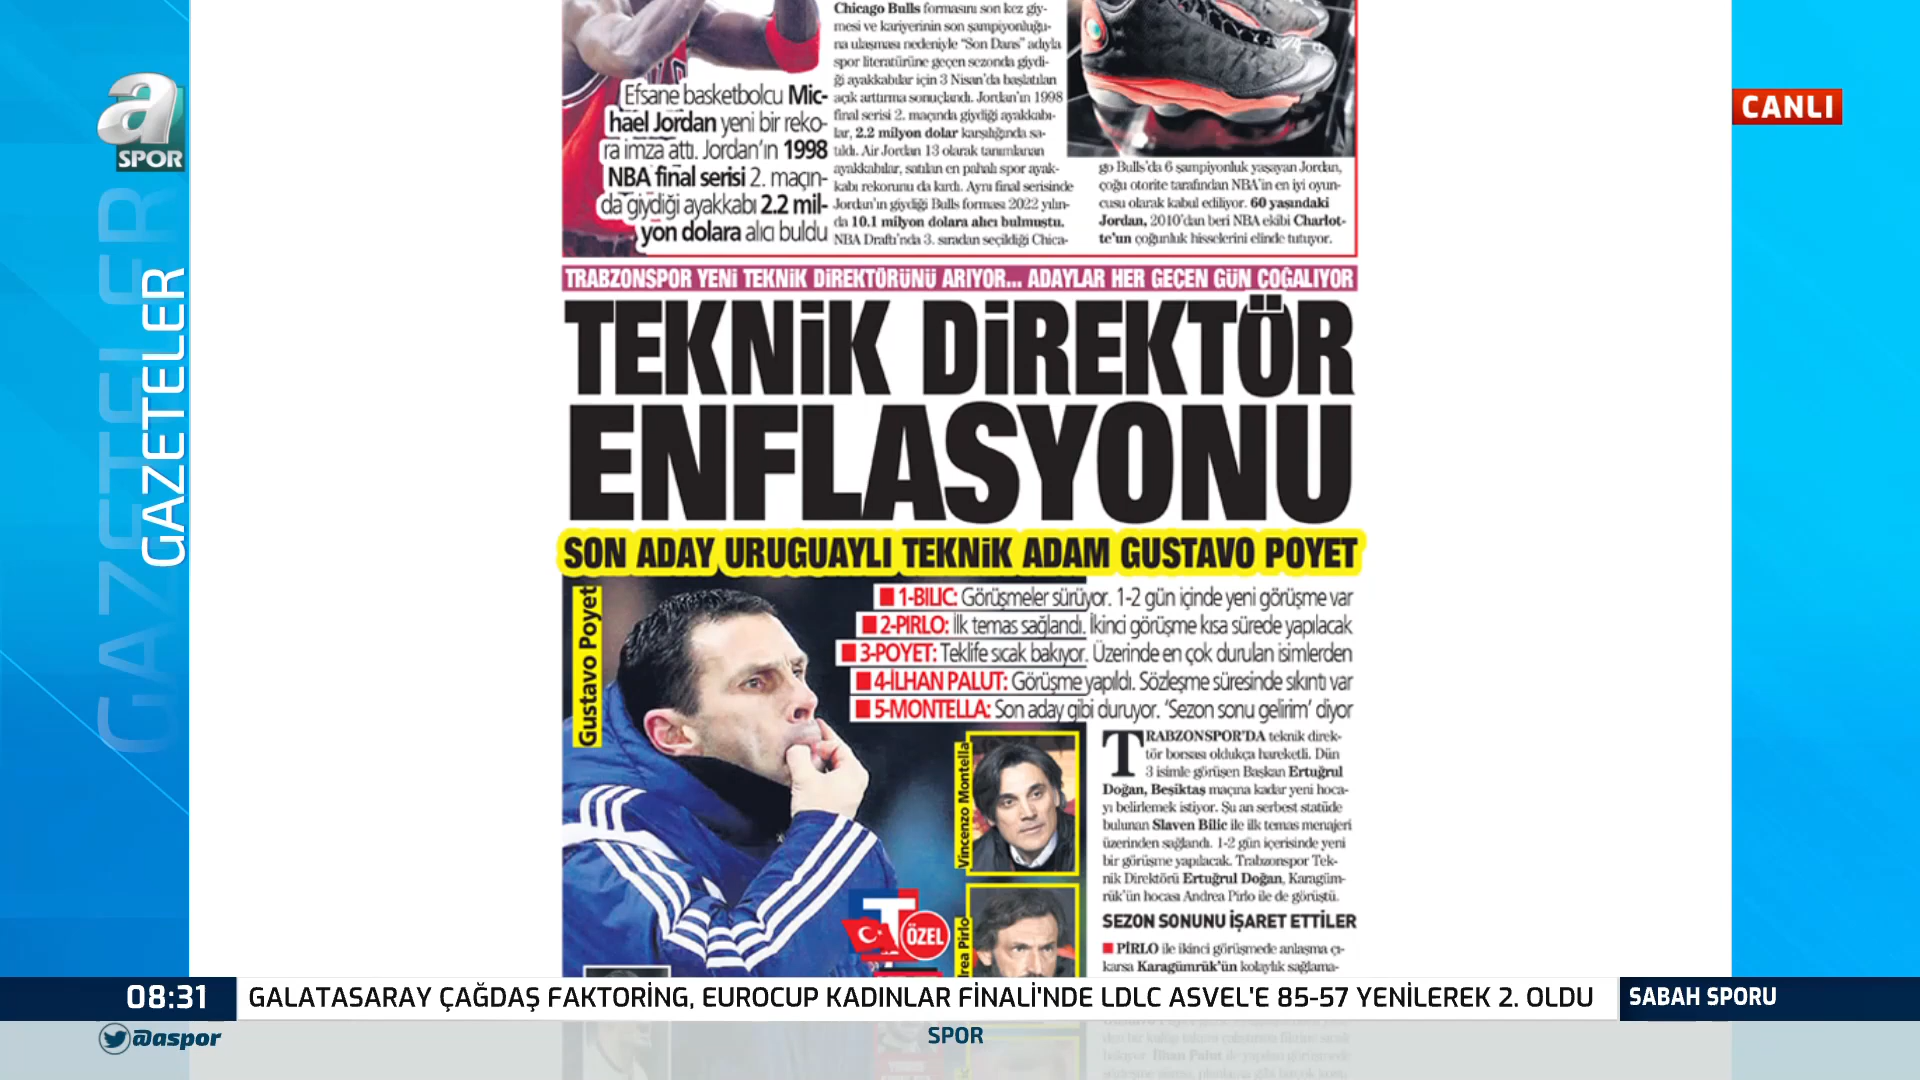 a
SPOR
GAZETELER
GAZETELER
CANLI
Efsane basketbolcu Mic-
hael Jordan yeni bir reko-
ra imza attı. Jordan'ın 1998
NBA final serisi 2. maçın-
da giydiği ayakkabı 2.2 mil-
yon dolara alıcı buldu
Chicago Bulls formasını son kez giy-
mesi ve kariyerinin son şampiyonluğu-
na ulaşması nedeniyle "Son Dans" adıyla
spor literatürüne geçen sezonda giydi-
ği ayakkabılar için 3 Nisan'da başlatılan
açık arttırma sonuçlandı. Jordan'ın 1998
final serisi 2. maçında giydiği ayakkabı-
lar, 2.2 milyon dolar karşılığında sa-
tıldı. Air Jordan 13 olarak tanımlanan
ayakkabılar, satılan en pahalı spor ayak-
kabı rekorunu da kırdı. Aynı final serisinde
Jordan'ın giydiği Bulls forması 2022 yılın-
da 10.1 milyon dolara alıcı bulmuştu.
NBA Draftı'nda 3. sıradan seçildiği Chica-
go Bulls'da 6 şampiyonluk yaşayan Jordan,
çoğu otorite tarafından NBA'in en iyi oyun-
cusu olarak kabul ediliyor. 60 yaşındaki
Jordan, 2010'dan beri NBA ekibi Charlot-
te'un çoğunluk hisselerini elinde tutuyor.
TRABZONSPOR YENİ TEKNİK DİREKTÖRÜNÜ ARIYOR... ADAYLAR HER GEÇEN GÜN ÇOĞALIYOR
TEKNİK DİREKTÖR
ENFLASYONU
SON ADAY URUGUAYLI TEKNİK ADAM GUSTAVO POYET
Gustavo Poyet
1-BILIC: Görüşmeler sürüyor. 1-2 gün içinde yeni görüşme var
2-PIRLO: İlk temas sağlandı. İkinci görüşme kısa sürede yapılacak
3-POYET: Teklife sıcak bakıyor. Üzerinde en çok durulan isimlerden
4-İLHAN PALUT: Görüşme yapıldı. Sözleşme süresinde sıkıntı var
5-MONTELLA: Son aday gibi duruyor. 'Sezon sonu gelirim' diyor
Vincenzo Montella
rea Pirlo
T
ÖZEL
TRABZONSPOR'DA teknik direk-
tör borsası oldukça hareketli. Dün
3 isimle görüşen Başkan Ertuğrul
Doğan, Beşiktaş maçına kadar yeni hoca-
yı belirlemek istiyor. Şu an serbest statüde
bulunan Slaven Bilic ile ilk temas menajeri
üzerinden sağlandı. 1-2 gün içerisinde yeni
bir görüşme yapılacak. Trabzonspor Tek-
nik Direktörü Ertuğrul Doğan, Karagüm-
rük'ün hocası Andrea Pirlo ile de görüştü.
SEZON SONUNU İŞARET ETTİLER
PİRLO ile ikinci görüşmede anlaşma çı-
karsa Karagümrük'ün kolaylık sağlama-
08:31
GALATASARAY ÇAĞDAŞ FAKTORİNG, EUROCUP KADINLAR FİNALİ'NDE LDLC ASVEL'E 85-57 YENİLEREK 2. OLDU
SABAH SPORU
@aspor
SPOR